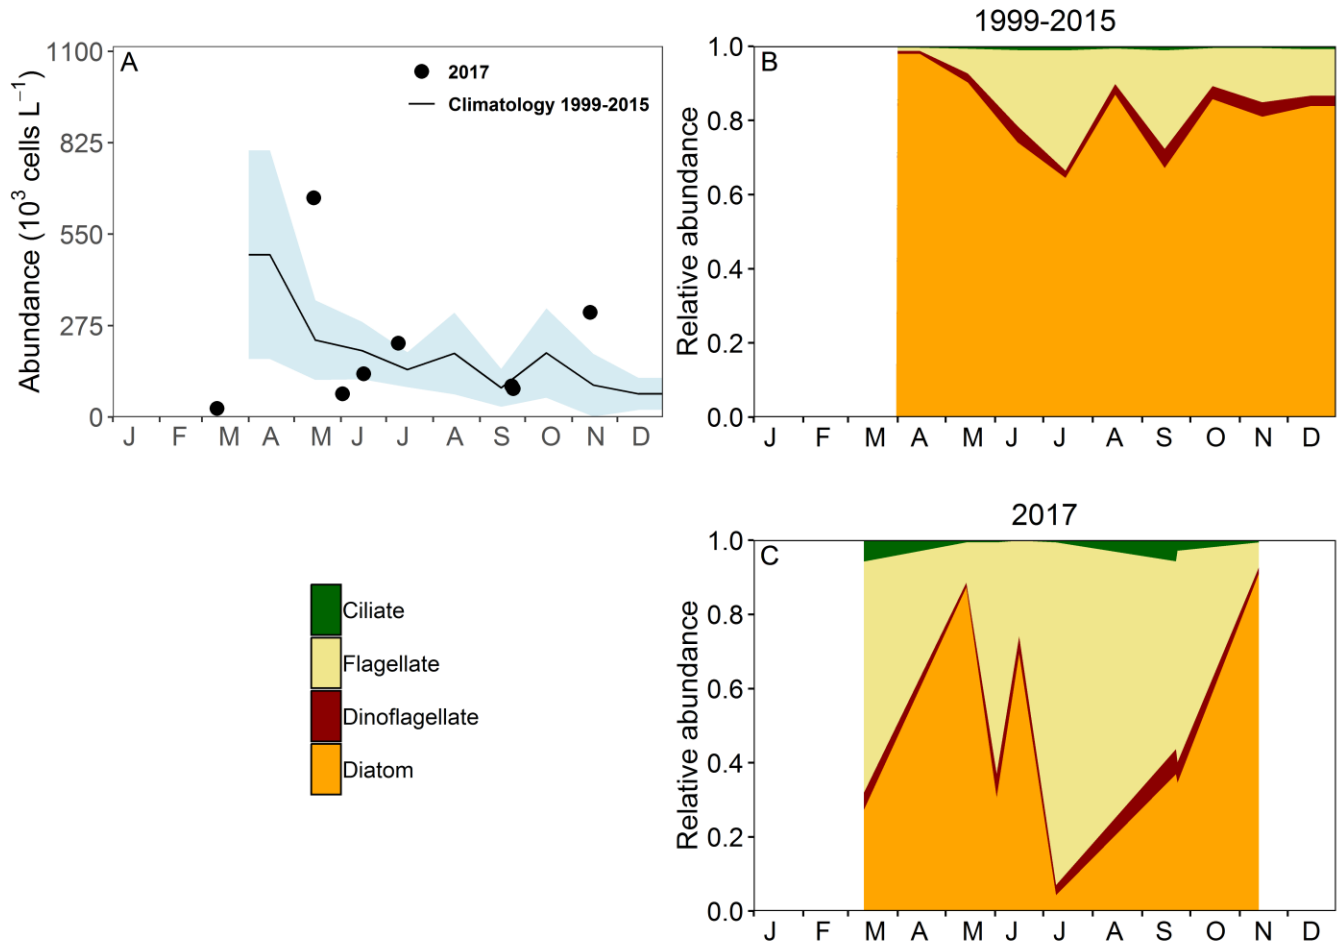 A
2017
Climatology 1999-2015
Abundance (10³ cells L⁻¹)
1100
825
550
275
0
J F M A M J J A S O N D
1999-2015
B
Relative abundance
1.0
0.8
0.6
0.4
0.2
0.0
J F M A M J J A S O N D
Ciliate
Flagellate
Dinoflagellate
Diatom
2017
C
Relative abundance
1.0
0.8
0.6
0.4
0.2
0.0
J F M A M J J A S O N D